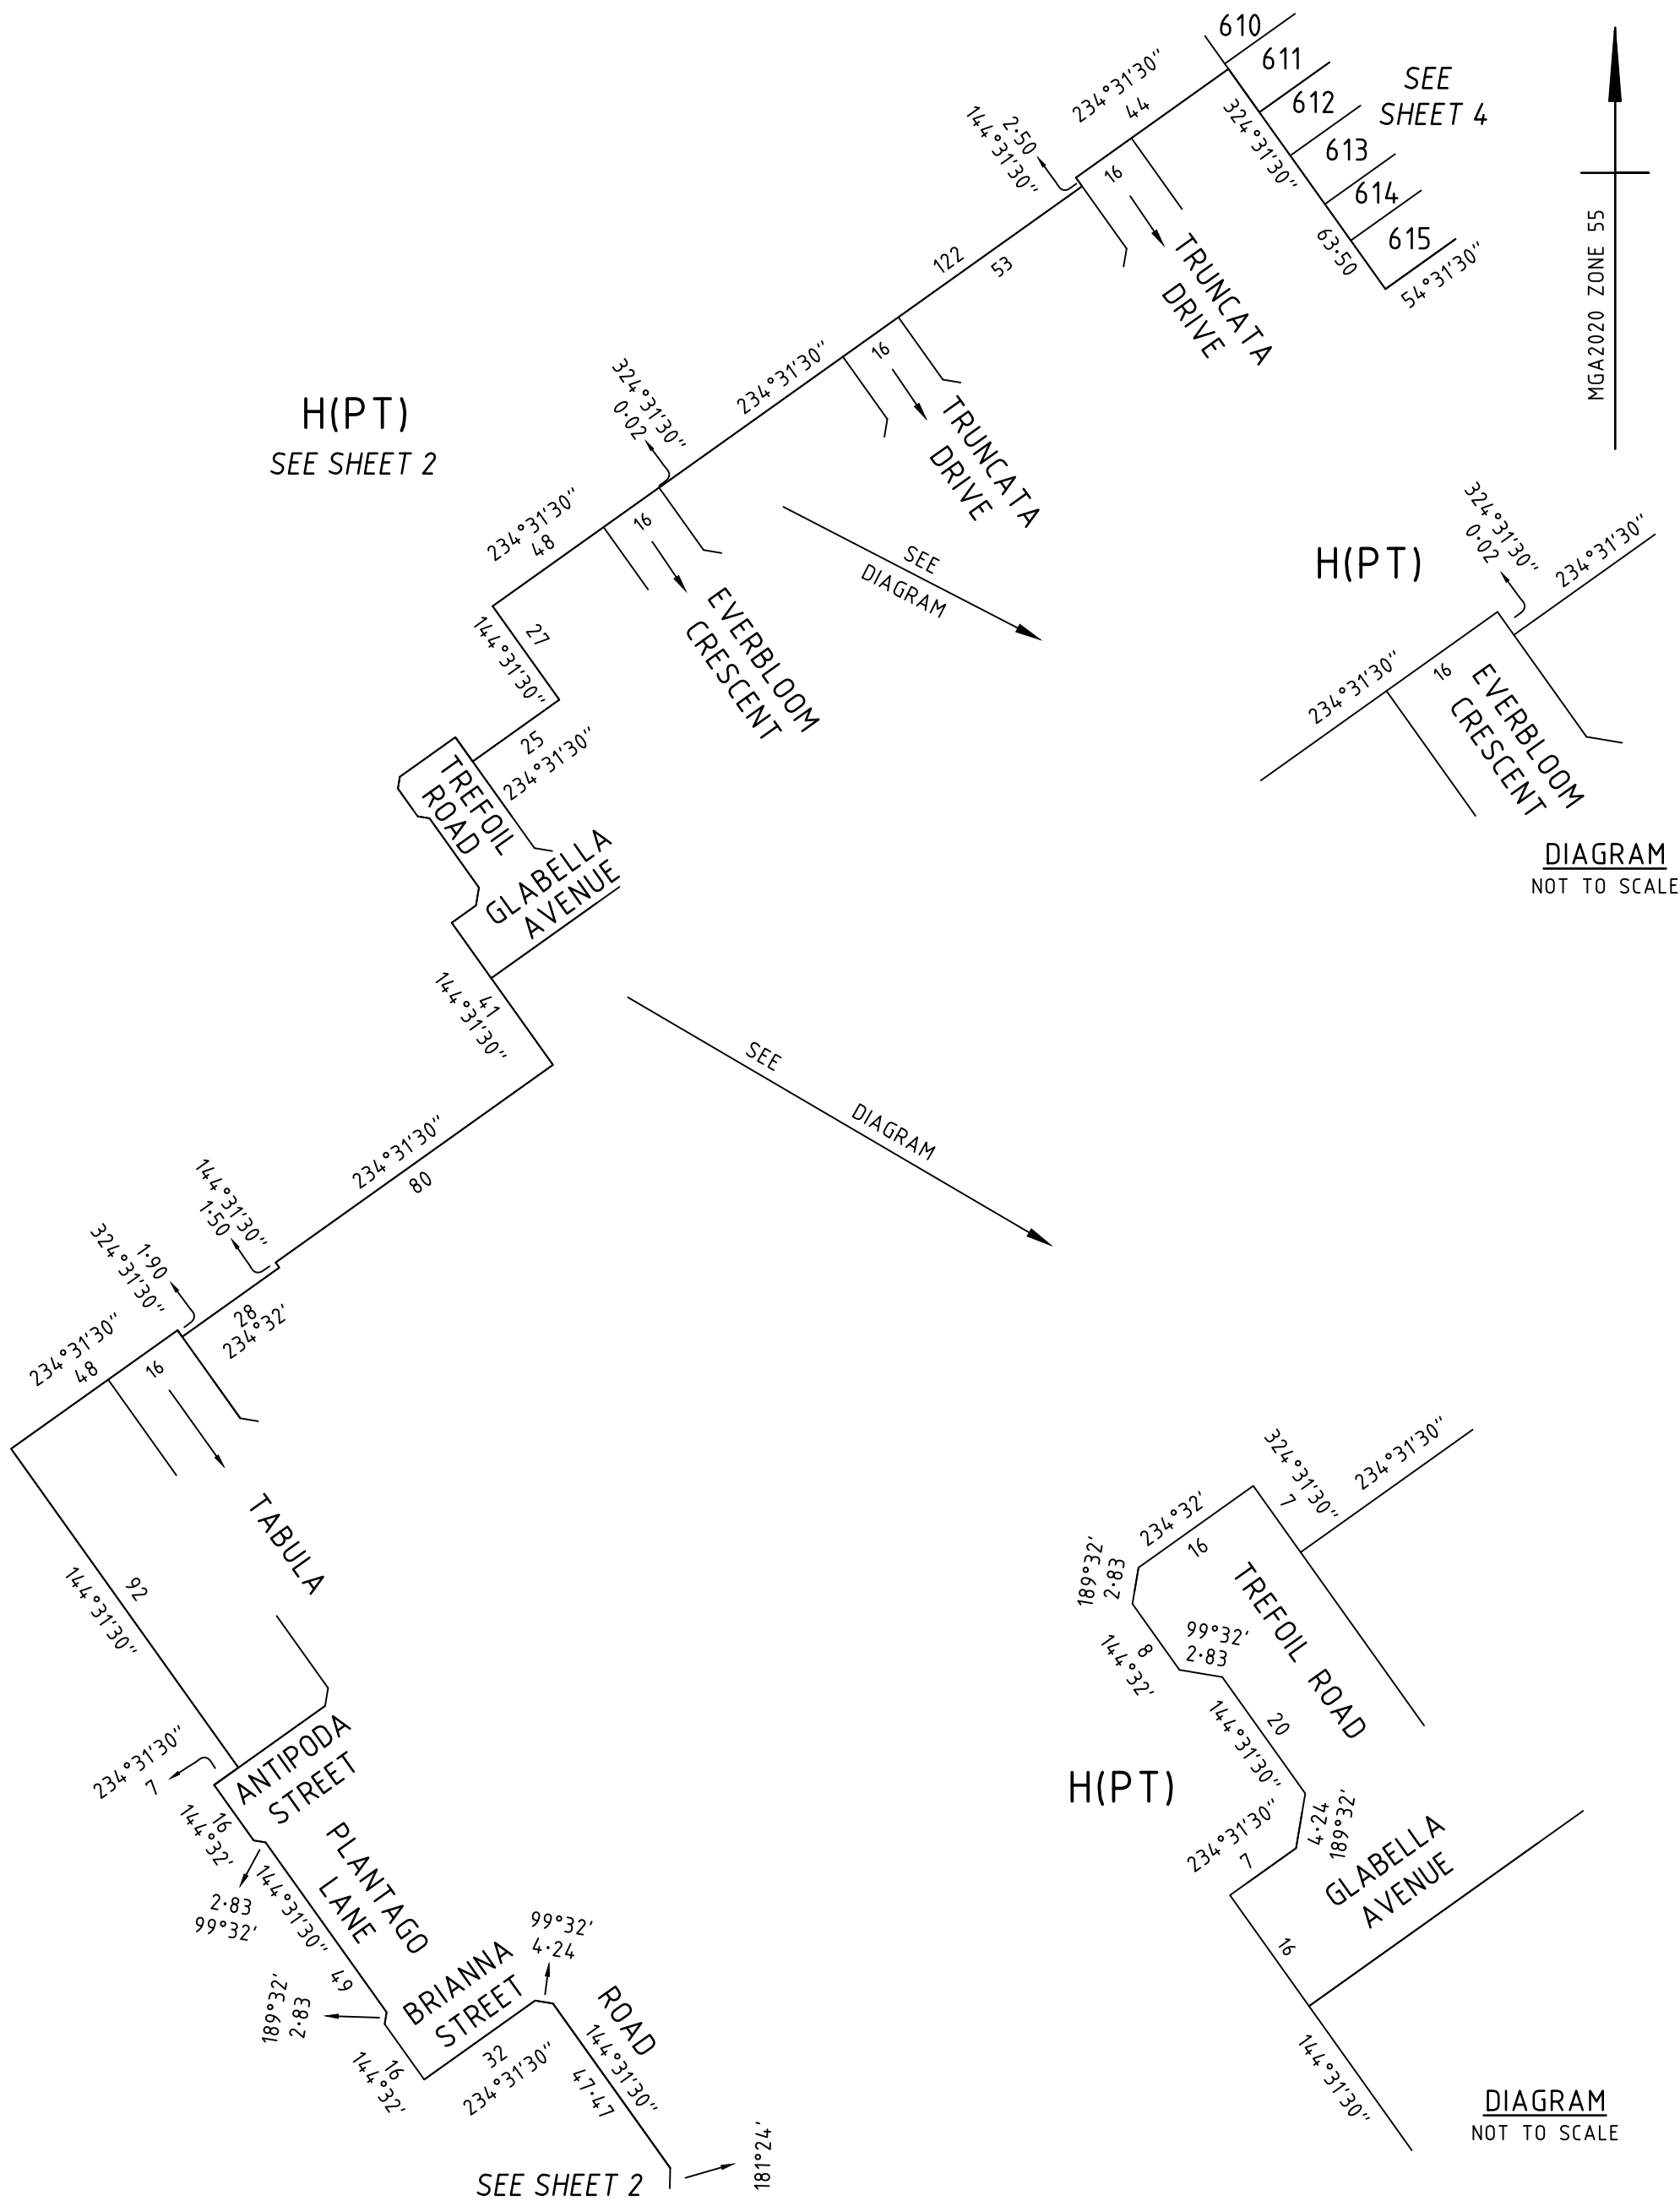 610
611
612
613
614
615
SEE
SHEET 4
324°31'30"
63·50
54°31'30"
MGA2020 ZONE 55
234°31'30"
44
2·50
144°31'30"
16
TRUNCATA
DRIVE
122
53
234°31'30"
16
TRUNCATA
DRIVE
H(PT)
SEE SHEET 2
324°31'30"
0·02
234°31'30"
48
16
EVERBLOOM
CRESCENT
SEE
DIAGRAM
27
144°31'30"
25
234°31'30"
TREFOIL
ROAD
GLABELLA
AVENUE
41
144°31'30"
SEE
DIAGRAM
234°31'30"
80
144°31'30"
1·50
1·90
324°31'30"
28
234°32'
234°31'30"
48
16
TABULA
92
144°31'30"
234°31'30"
7
ANTIPODA
STREET
16
144°32'
2·83
99°32'
PLANTAGO
LANE
144°31'30"
49
189°32'
2·83
16
144°32'
BRIANNA
STREET
99°32'
4·24
32
234°31'30"
ROAD
144°31'30"
47·47
181°24'
SEE SHEET 2
H(PT)
324°31'30"
0·02
234°31'30"
234°31'30"
16
EVERBLOOM
CRESCENT
DIAGRAM
NOT TO SCALE
324°31'30"
7
234°31'30"
234°32'
16
189°32'
2·83
8
144°32'
99°32'
2·83
TREFOIL ROAD
20
144°31'30"
H(PT)
4·24
189°32'
234°31'30"
7
GLABELLA
AVENUE
16
144°31'30"
DIAGRAM
NOT TO SCALE